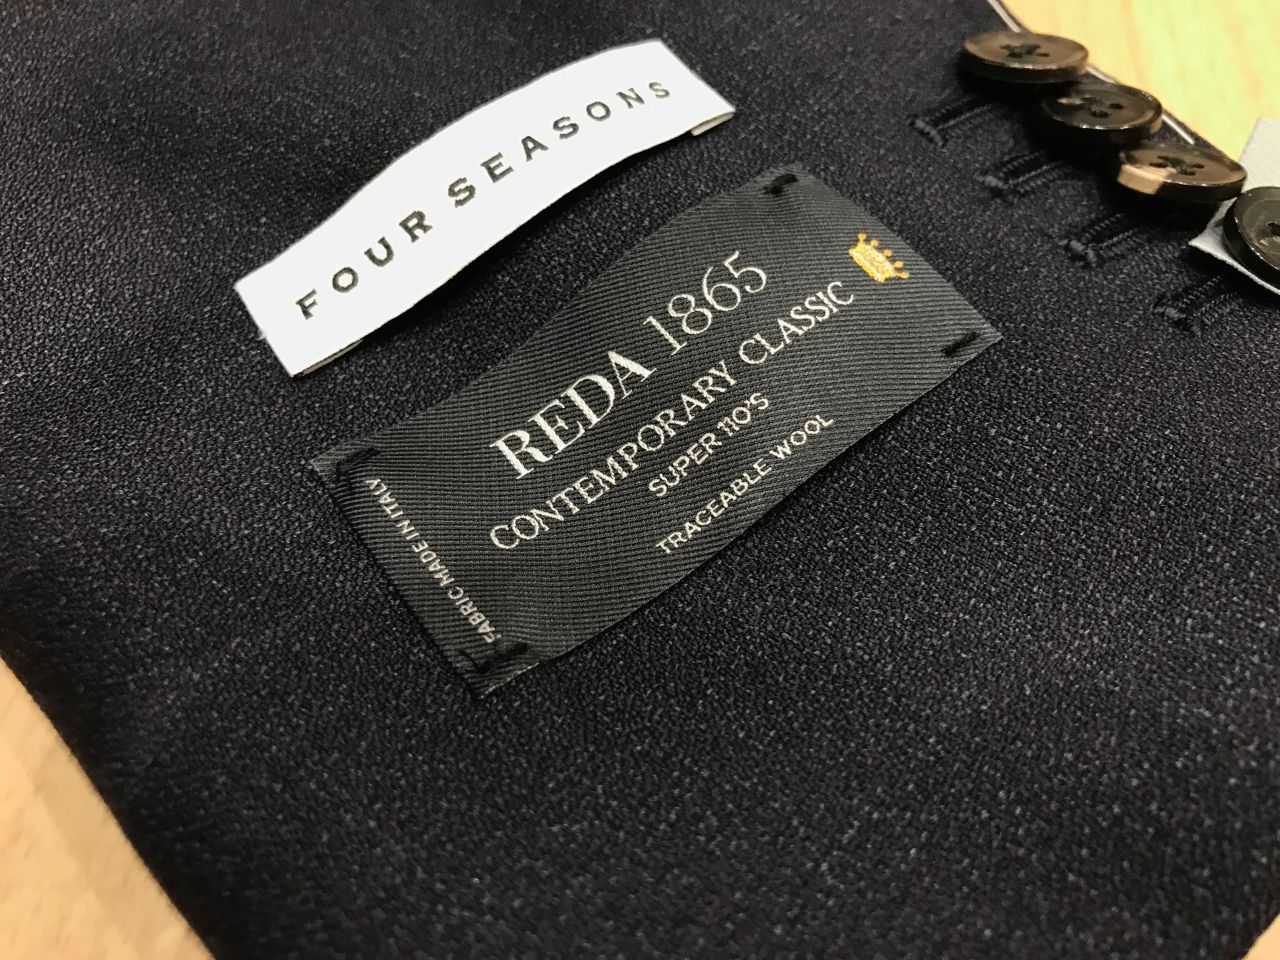 FOUR SEASONS
REDA 1865
CONTEMPORARY CLASSIC
SUPER 110'S
TRACEABLE WOOL
FABRIC MADE IN ITALY